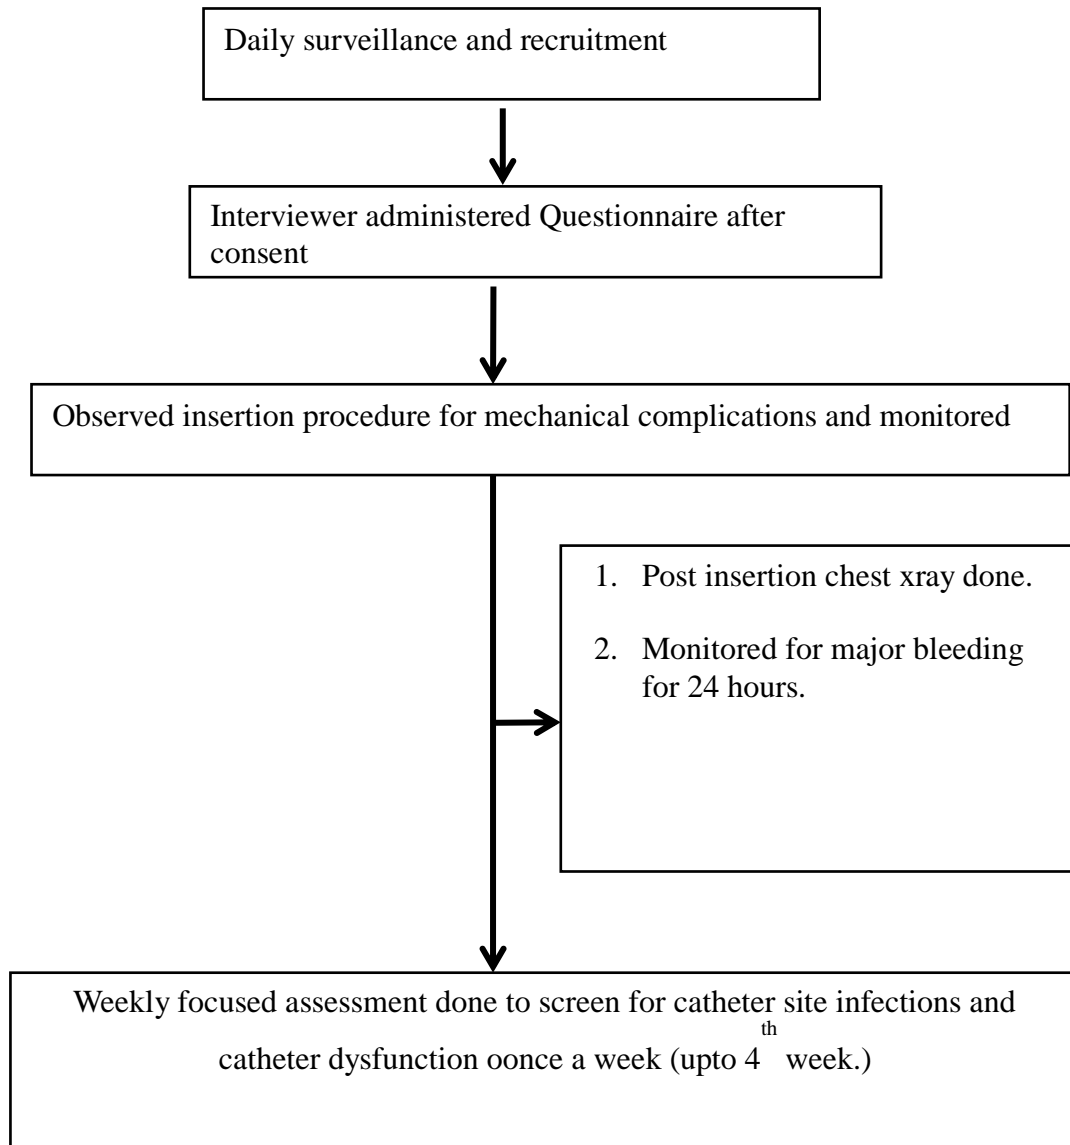 Daily surveillance and recruitment
Interviewer administered Questionnaire after
consent
Observed insertion procedure for mechanical complications and monitored
1. Post insertion chest xray done.
2. Monitored for major bleeding
for 24 hours.
Weekly focused assessment done to screen for catheter site infections and
catheter dysfunction oonce a week (upto 4th week.)